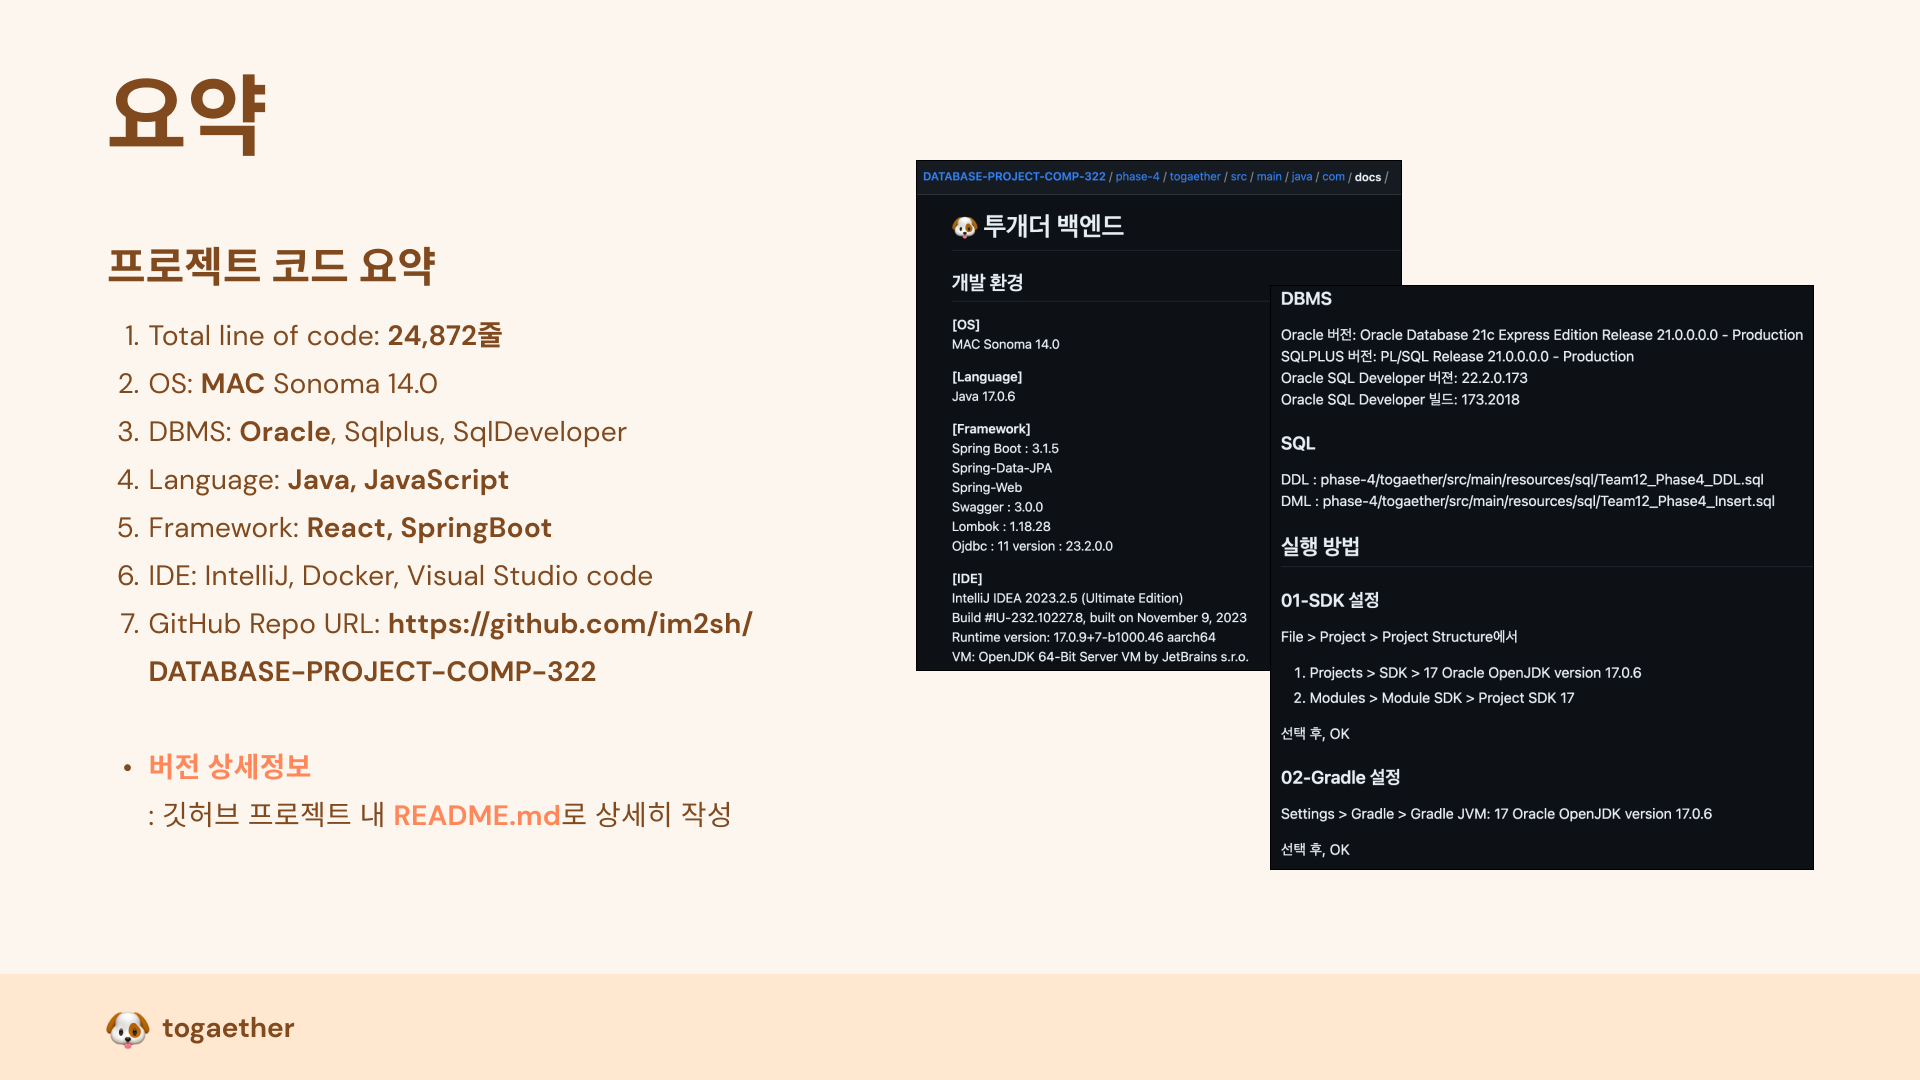 요약
프로젝트 코드 요약
1. Total line of code: 24,872줄
2. OS: MAC Sonoma 14.0
3. DBMS: Oracle, Sqlplus, SqlDeveloper
4. Language: Java, JavaScript
5. Framework: React, SpringBoot
6. IDE: IntelliJ, Docker, Visual Studio code
7. GitHub Repo URL: https://github.com/im2sh/
DATABASE-PROJECT-COMP-322
• 버전 상세정보
: 깃허브 프로젝트 내 README.md로 상세히 작성
DATABASE-PROJECT-COMP-322 / phase-4 / togaether / src / main / java / com / docs /
투개더 백엔드
개발 환경
[OS]
MAC Sonoma 14.0
[Language]
Java 17.0.6
[Framework]
Spring Boot : 3.1.5
Spring-Data-JPA
Spring-Web
Swagger : 3.0.0
Lombok : 1.18.28
Ojdbc : 11 version : 23.2.0.0
[IDE]
IntelliJ IDEA 2023.2.5 (Ultimate Edition)
Build #IU-232.10227.8, built on November 9, 2023
Runtime version: 17.0.9+7-b1000.46 aarch64
VM: OpenJDK 64-Bit Server VM by JetBrains s.r.o.
DBMS
Oracle 버전: Oracle Database 21c Express Edition Release 21.0.0.0.0 - Production
SQLPLUS 버전: PL/SQL Release 21.0.0.0.0 - Production
Oracle SQL Developer 버젼: 22.2.0.173
Oracle SQL Developer 빌드: 173.2018
SQL
DDL : phase-4/togaether/src/main/resources/sql/Team12_Phase4_DDL.sql
DML : phase-4/togaether/src/main/resources/sql/Team12_Phase4_Insert.sql
실행 방법
01-SDK 설정
File > Project > Project Structure에서
1. Projects > SDK > 17 Oracle OpenJDK version 17.0.6
2. Modules > Module SDK > Project SDK 17
선택 후, OK
02-Gradle 설정
Settings > Gradle > Gradle JVM: 17 Oracle OpenJDK version 17.0.6
선택 후, OK
togaether